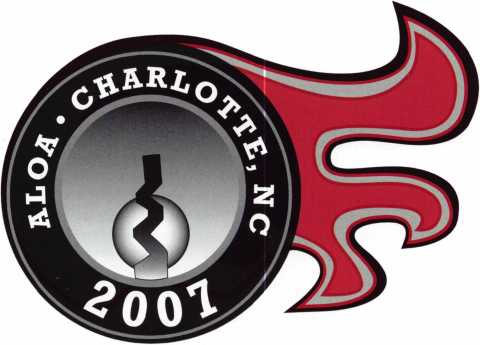 ALOA • CHARLOTTE, NC
2007